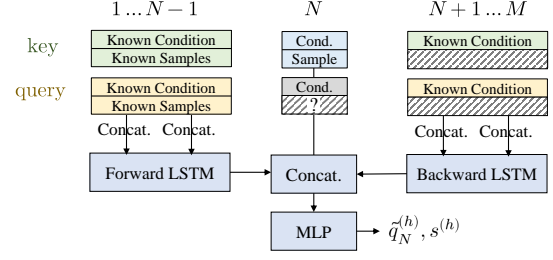 1 ... N − 1 N N + 1 ... M
key Known Condition Cond. Known Condition
Known Samples Sample
query Known Condition Cond. Known Condition
Known Samples ?
Concat. Concat. Concat. Concat.
Forward LSTM Concat. Backward LSTM
MLP q̃_N^{(h)}, s^{(h)}